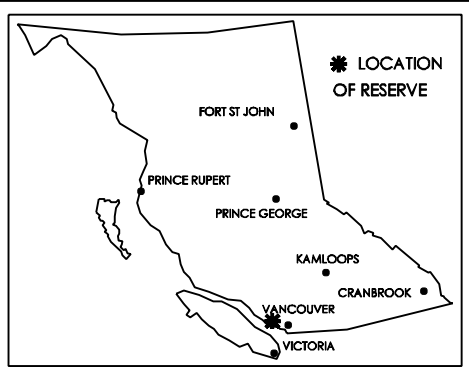 LOCATION
OF RESERVE
FORT ST JOHN
PRINCE RUPERT
PRINCE GEORGE
KAMLOOPS
CRANBROOK
VANCOUVER
VICTORIA